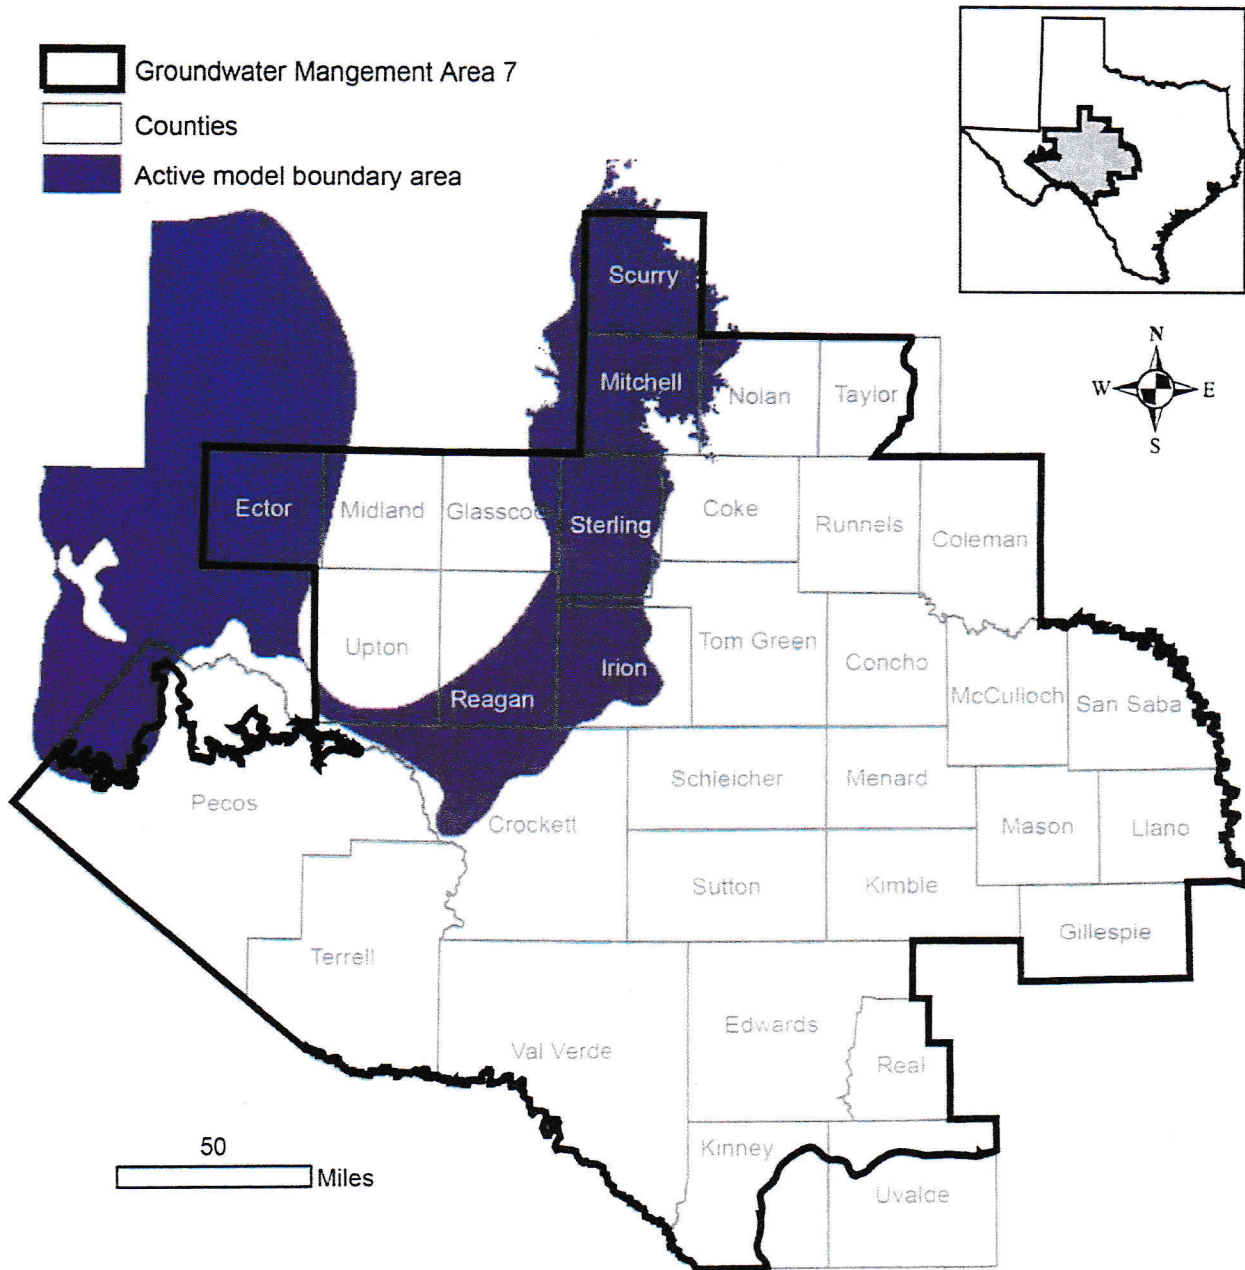 Groundwater Mangement Area 7
Counties
Active model boundary area
Scurry
N
Mitchell
Nolan
Taylor
W
E
S
Ector
Midland
Glasscoc
Sterling
Coke
Runnels
Coleman
Upton
Reagan
Irion
Tom Green
Concho
McCulloch
San Saba
Pecos
Crockett
Schleicher
Menard
Mason
Llano
Sutton
Kimble
Gillespie
Terrell
Val Verde
Edwards
Real
50
Miles
Kinney
Uvalde